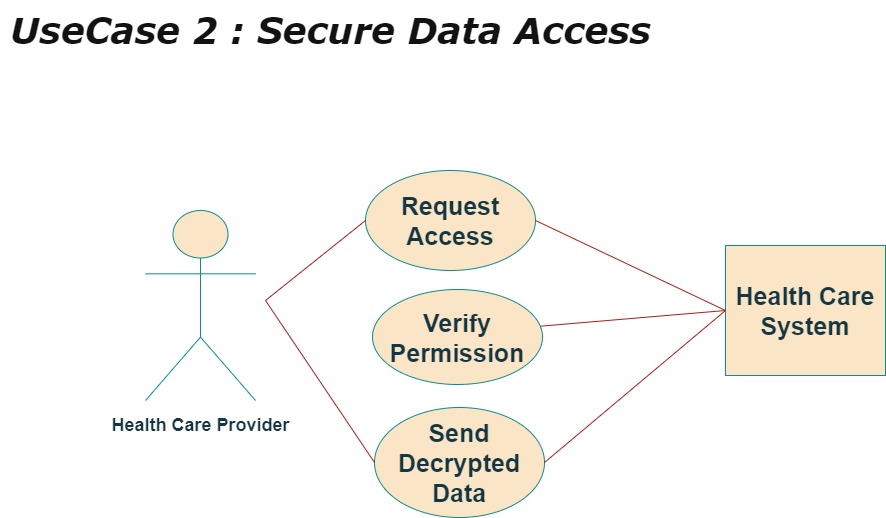 UseCase 2 : Secure Data Access
Request
Access
Verify
Permission
Send
Decrypted
Data
Health Care
System
Health Care Provider